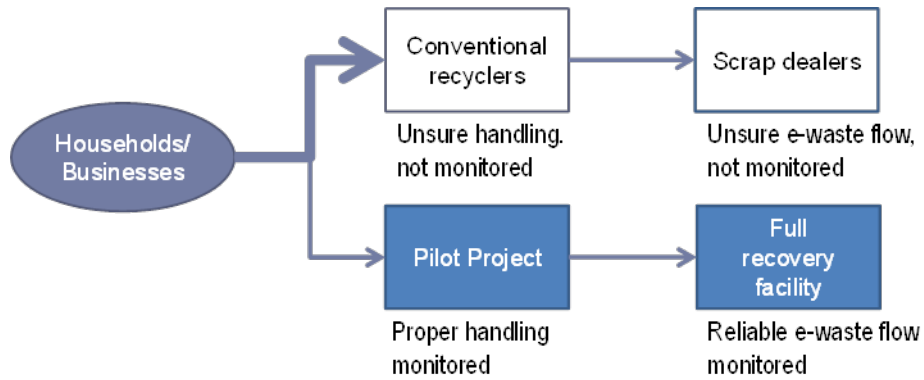 Conventional
recyclers
Scrap dealers
Unsure handling.
not monitored
Unsure e-waste flow,
not monitored
Households/
Businesses
Pilot Project
Full
recovery
facility
Proper handling
monitored
Reliable e-waste flow
monitored